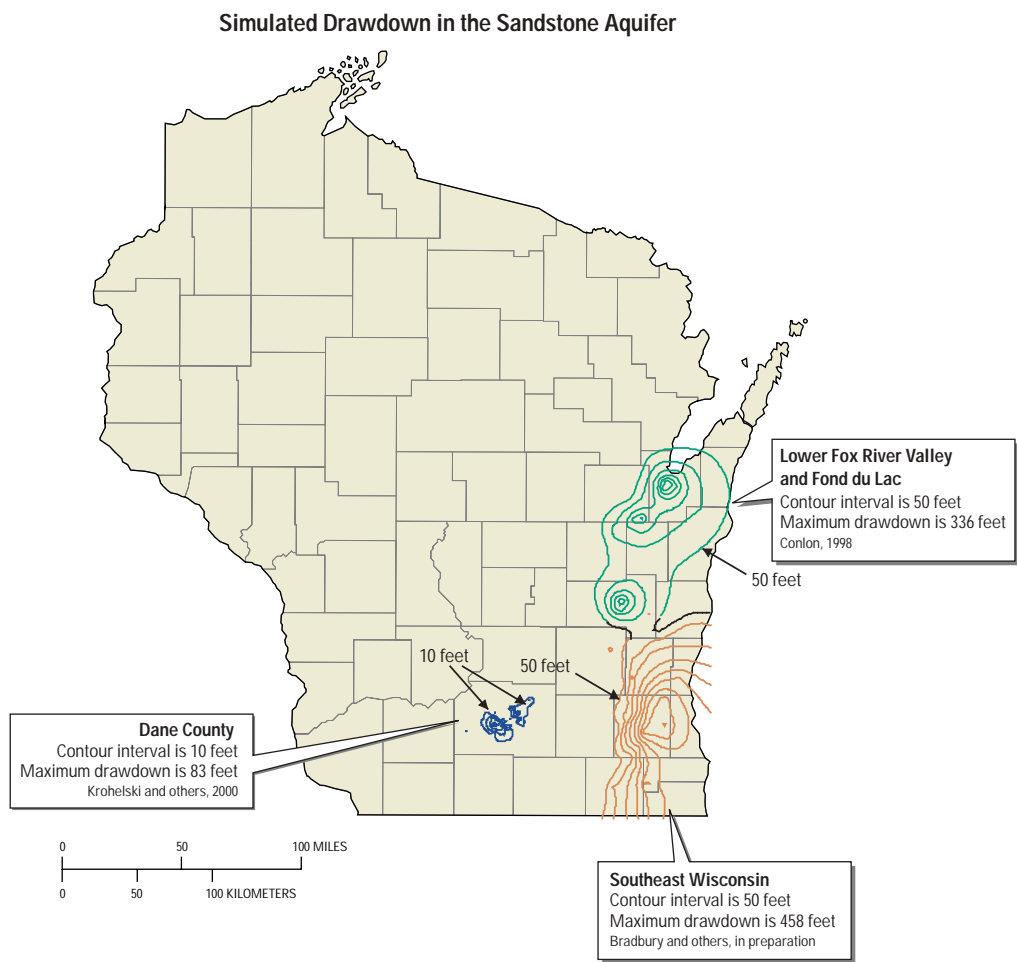 Simulated Drawdown in the Sandstone Aquifer
Lower Fox River Valley
and Fond du Lac
Contour interval is 50 feet
Maximum drawdown is 336 feet
Conlon, 1998
50 feet
10 feet
50 feet
Dane County
Contour interval is 10 feet
Maximum drawdown is 83 feet
Krohelski and others, 2000
0 50 100 MILES
0 50 100 KILOMETERS
Southeast Wisconsin
Contour interval is 50 feet
Maximum drawdown is 458 feet
Bradbury and others, in preparation